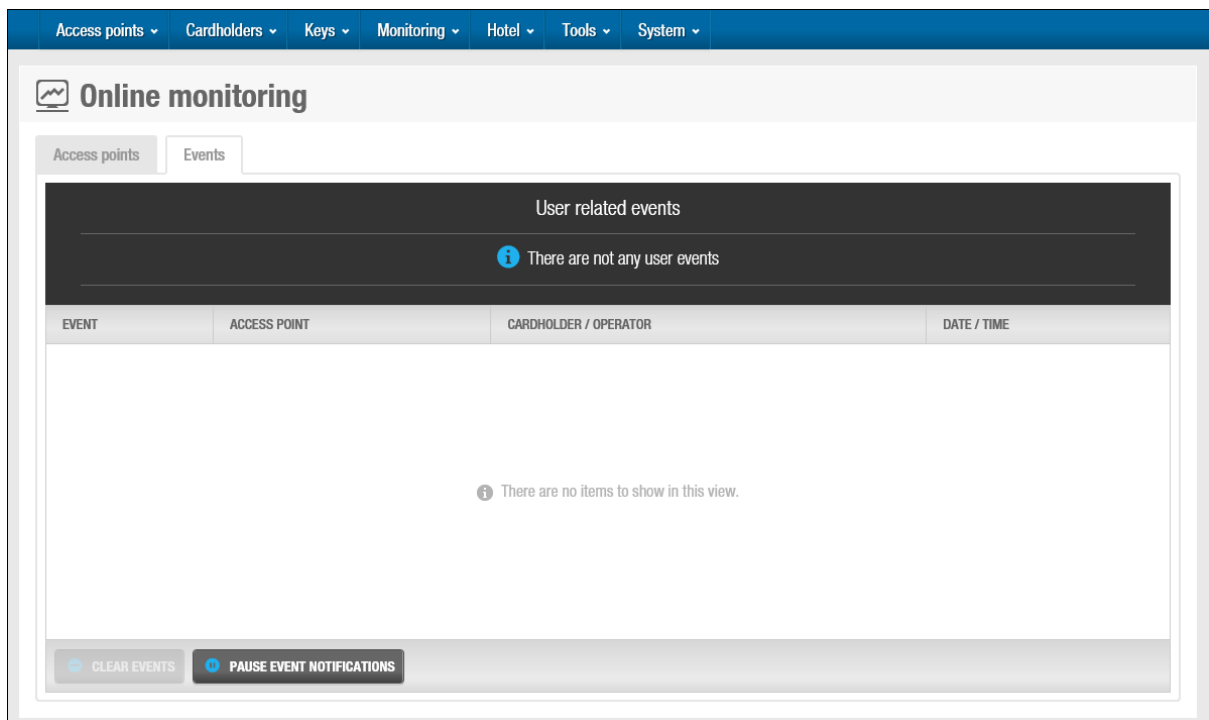 Access points Cardholders Keys Monitoring Hotel Tools System
Online monitoring
Access points Events
User related events
There are not any user events
EVENT ACCESS POINT CARDHOLDER / OPERATOR DATE / TIME
There are no items to show in this view.
CLEAR EVENTS PAUSE EVENT NOTIFICATIONS